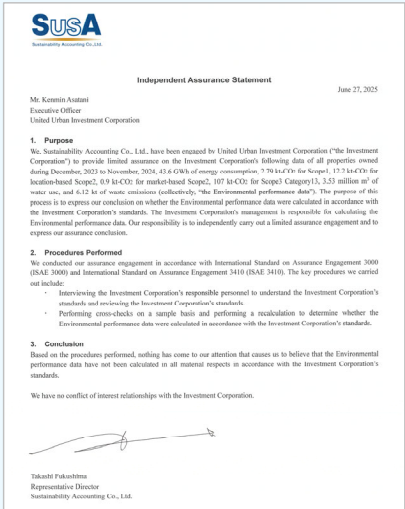 SusA
Sustainability Accounting Co.,Ltd.
Independent Assurance Statement
June 27, 2025
Mr. Kenmin Asatani
Executive Officer
United Urban Investment Corporation
1. Purpose
We, Sustainability Accounting Co., Ltd., have been engaged by United Urban Investment Corporation ("the Investment
Corporation") to provide limited assurance on the Investment Corporation's following data of all properties owned
during December, 2023 to November, 2024, 43.6 GWh of energy consumption, 2.79 kt-CO₂ for Scope1, 12.2 kt-CO₂ for
location-based Scope2, 0.9 kt-CO₂ for market-based Scope2, 107 kt-CO₂ for Scope3 Category13, 3.53 million m³ of
water use, and 6.12 kt of waste emissions (collectively, "the Environmental performance data"). The purpose of this
process is to express our conclusion on whether the Environmental performance data were calculated in accordance with
the Investment Corporation's standards. The Investment Corporation's management is responsible for calculating the
Environmental performance data. Our responsibility is to independently carry out a limited assurance engagement and to
express our assurance conclusion.
2. Procedures Performed
We conducted our assurance engagement in accordance with International Standard on Assurance Engagement 3000
(ISAE 3000) and International Standard on Assurance Engagement 3410 (ISAE 3410). The key procedures we carried
out include:
· Interviewing the Investment Corporation's responsible personnel to understand the Investment Corporation's
standards and reviewing the Investment Corporation's standards
· Performing cross-checks on a sample basis and performing a recalculation to determine whether the
Environmental performance data were calculated in accordance with the Investment Corporation's standards.
3. Conclusion
Based on the procedures performed, nothing has come to our attention that causes us to believe that the Environmental
performance data have not been calculated in all material respects in accordance with the Investment Corporation's
standards.
We have no conflict of interest relationships with the Investment Corporation.
Takashi Fukushima
Representative Director
Sustainability Accounting Co., Ltd.